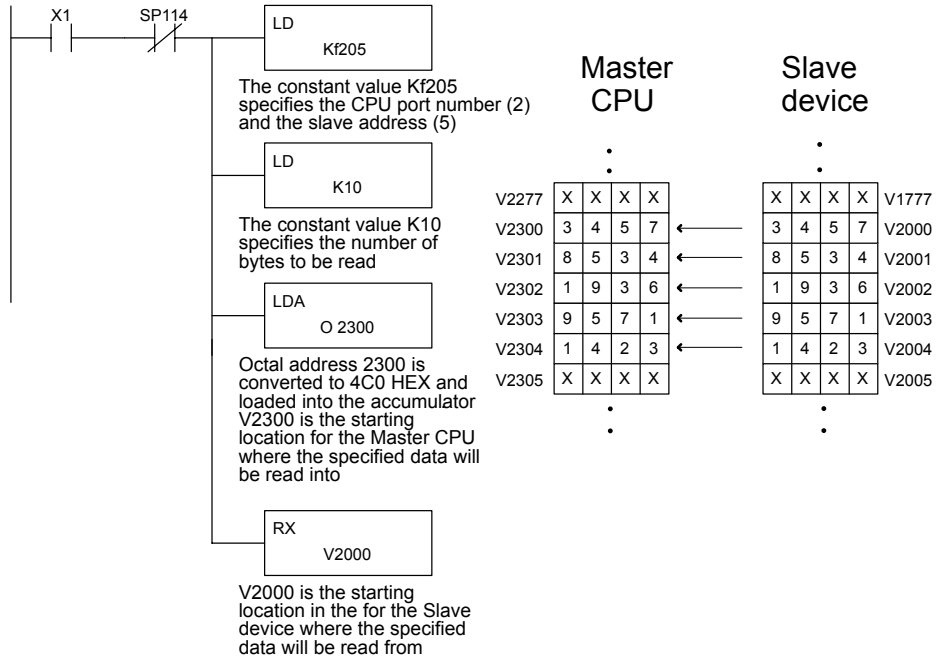 X1
SP114
LD
Kf205
The constant value Kf205
specifies the CPU port number (2)
and the slave address (5)
LD
K10
The constant value K10
specifies the number of
bytes to be read
LDA
O 2300
Octal address 2300 is
converted to 4C0 HEX and
loaded into the accumulator
V2300 is the starting
location for the Master CPU
where the specified data will
be read into
RX
V2000
V2000 is the starting
location in the for the Slave
device where the specified
data will be read from
Master
CPU
Slave
device
V2277 X X X X X X X X V1777
V2300 3 4 5 7 3 4 5 7 V2000
V2301 8 5 3 4 8 5 3 4 V2001
V2302 1 9 3 6 1 9 3 6 V2002
V2303 9 5 7 1 9 5 7 1 V2003
V2304 1 4 2 3 1 4 2 3 V2004
V2305 X X X X X X X X V2005